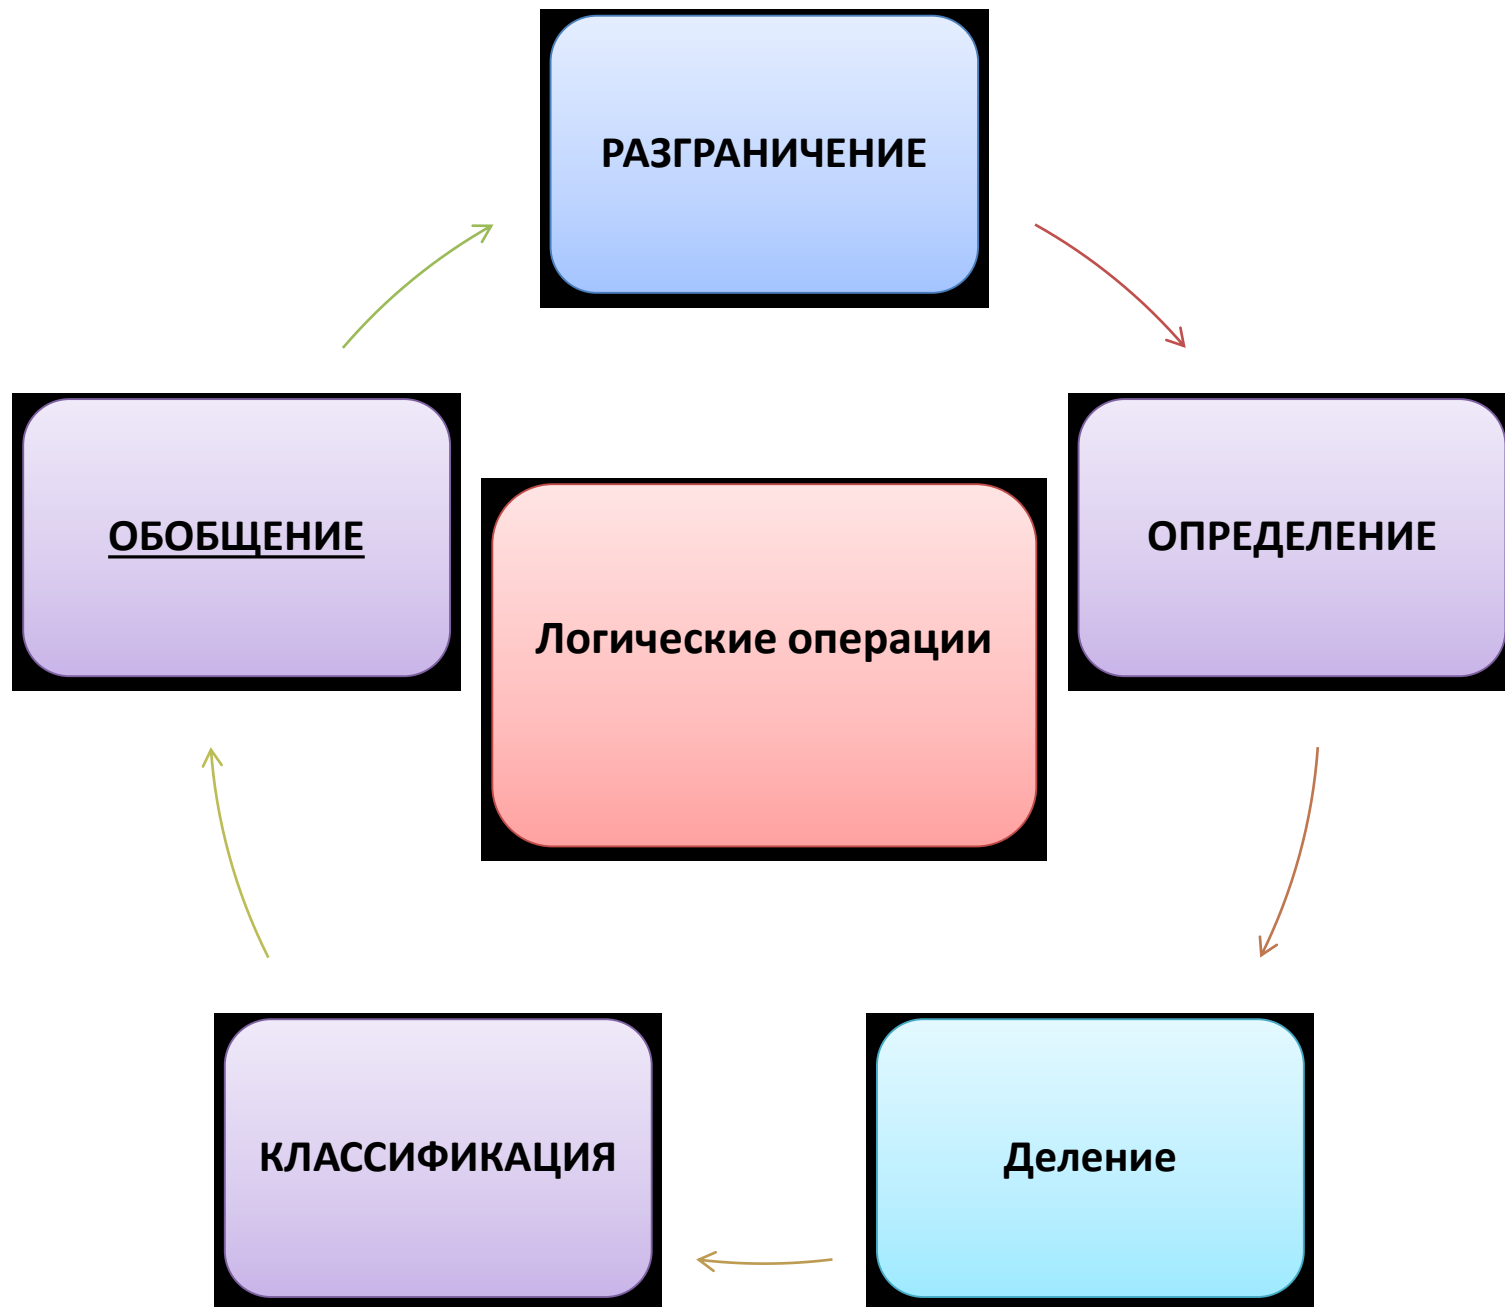 РАЗГРАНИЧЕНИЕ
ОБОБЩЕНИЕ
ОПРЕДЕЛЕНИЕ
Логические операции
КЛАССИФИКАЦИЯ
Деление